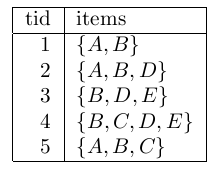 tid items
1 {A, B}
2 {A, B, D}
3 {B, D, E}
4 {B, C, D, E}
5 {A, B, C}